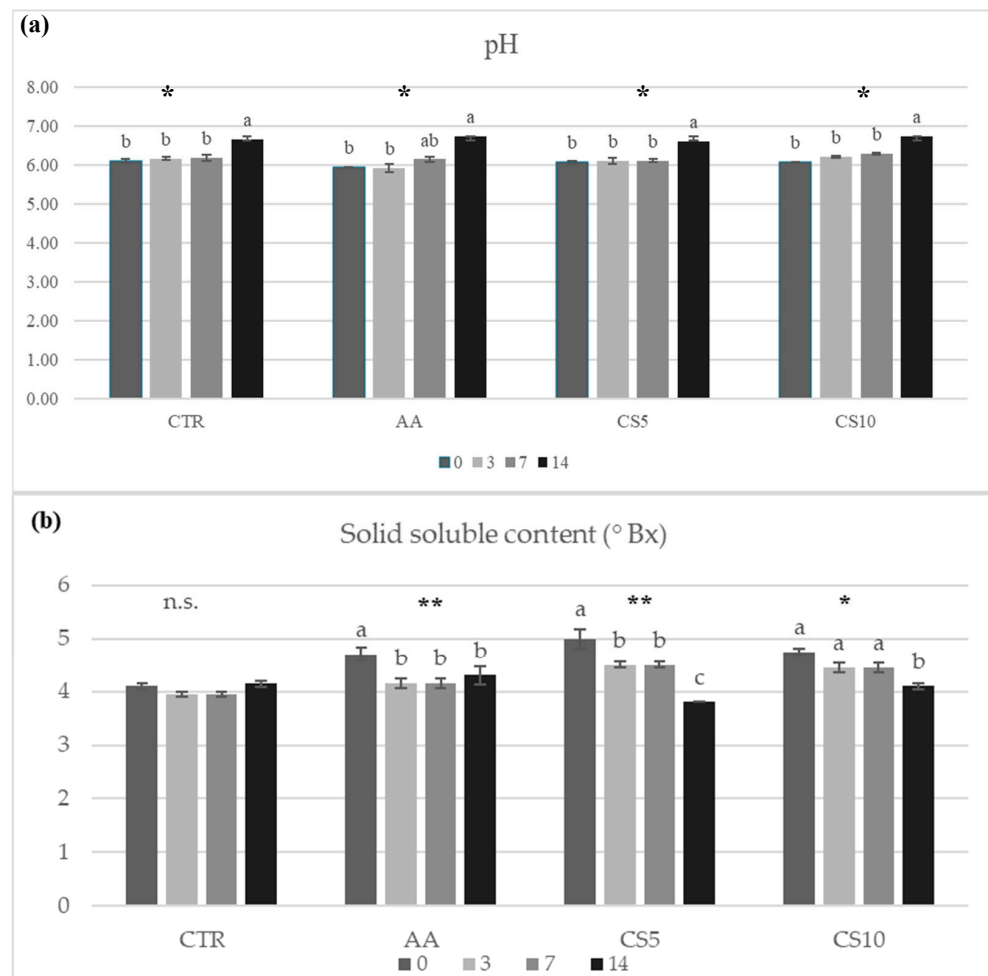 (a)
pH
8.00 * * * *
7.00 a a a a
b b b b b ab b b b b b b
6.00
5.00
4.00
3.00
2.00
1.00
0.00
CTR AA CS5 CS10
0 3 7 14
(b)
Solid soluble content (° Bx)
6
n.s. ** ** *
a a a
5 b b b b b a a b
c
4
3
2
1
0
CTR AA CS5 CS10
0 3 7 14